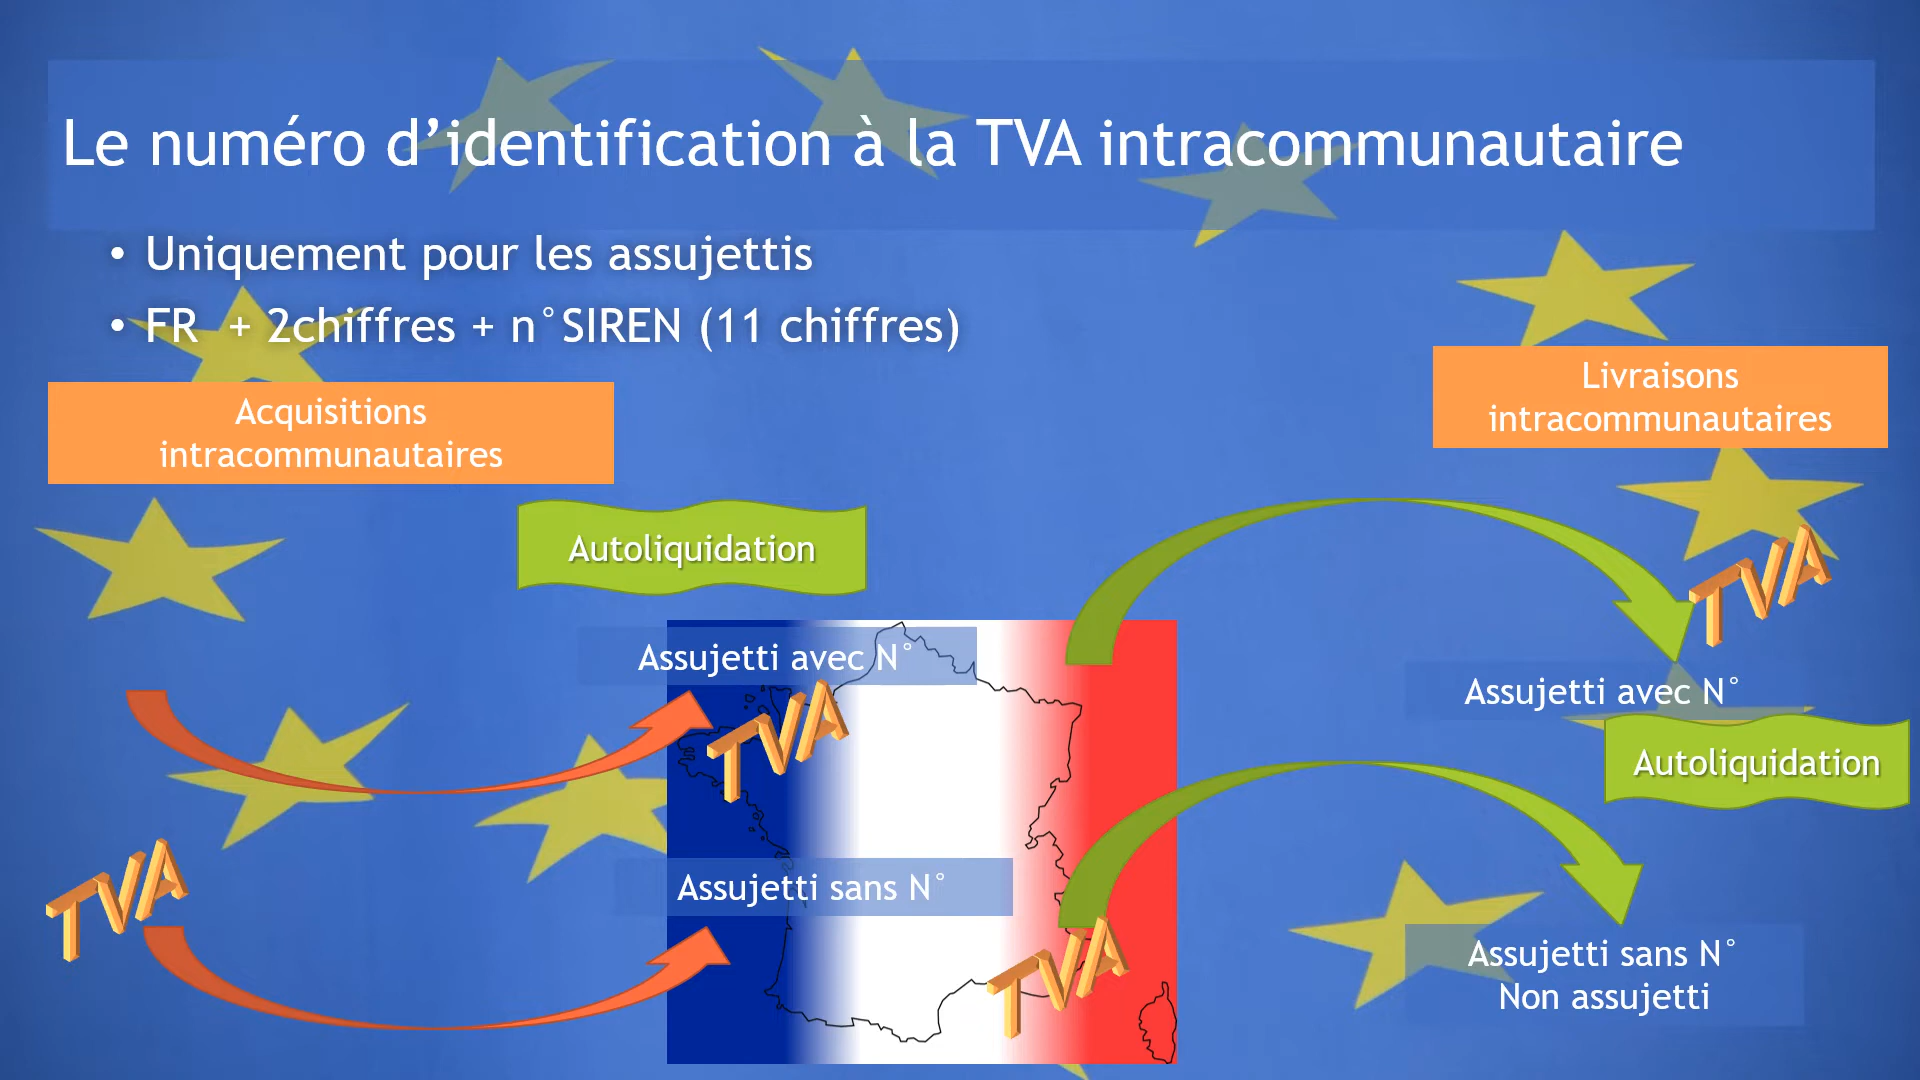 Le numéro d’identification à la TVA intracommunautaire
• Uniquement pour les assujettis
• FR + 2chiffres + n°SIREN (11 chiffres)
Acquisitions
intracommunautaires
Livraisons
intracommunautaires
Autoliquidation
TVA
Assujetti avec N°
Assujetti avec N°
TVA
Autoliquidation
TVA
Assujetti sans N°
TVA
Assujetti sans N°
Non assujetti